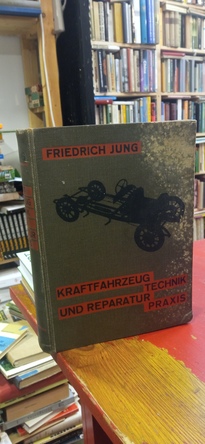 FRIEDRICH JUNG
KRAFTFAHRZEUG
TECHNIK
UND REPARATUR
PRAXIS